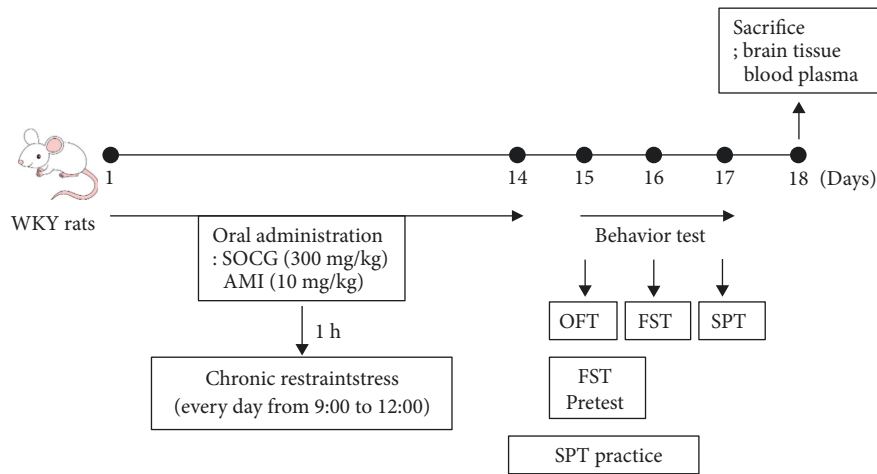 Sacrifice
; brain tissue
blood plasma
1
14
15
16
17
18 (Days)
WKY rats
Oral administration
: SOCG (300 mg/kg)
AMI (10 mg/kg)
Behavior test
1 h
OFT
FST
SPT
Chronic restraintstress
(every day from 9:00 to 12:00)
FST
Pretest
SPT practice